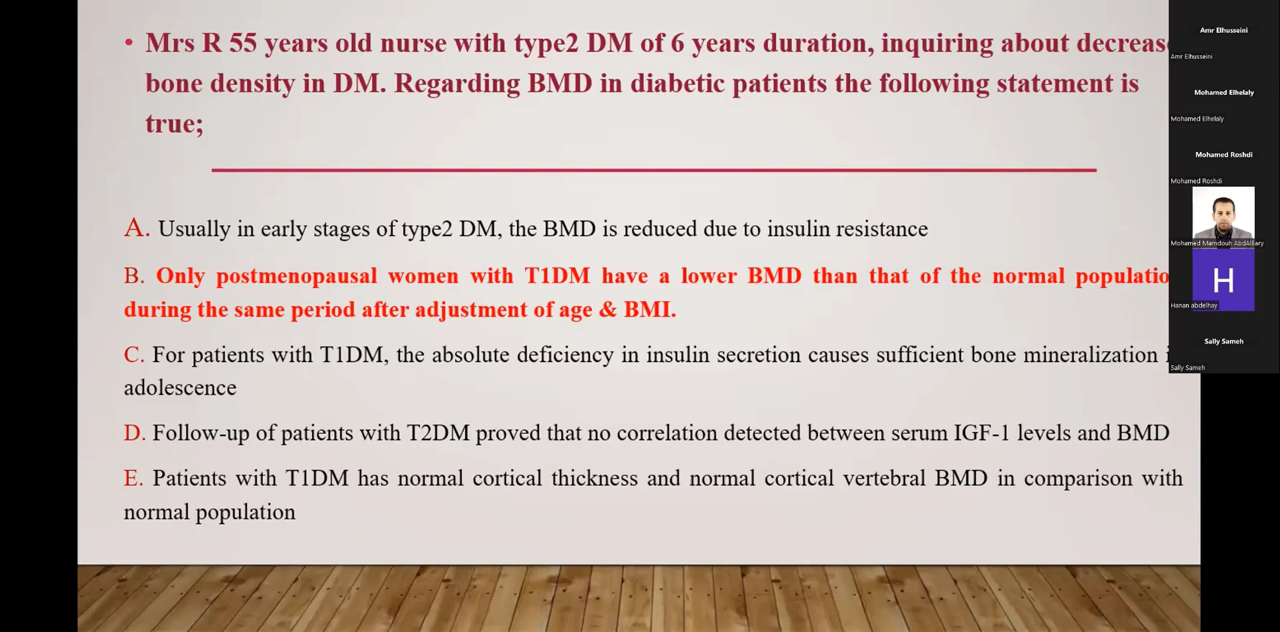 • Mrs R 55 years old nurse with type2 DM of 6 years duration, inquiring about decreas
bone density in DM. Regarding BMD in diabetic patients the following statement is
true;
A. Usually in early stages of type2 DM, the BMD is reduced due to insulin resistance
B. Only postmenopausal women with T1DM have a lower BMD than that of the normal populatio
during the same period after adjustment of age & BMI.
C. For patients with T1DM, the absolute deficiency in insulin secretion causes sufficient bone mineralization i
adolescence
D. Follow-up of patients with T2DM proved that no correlation detected between serum IGF-1 levels and BMD
E. Patients with T1DM has normal cortical thickness and normal cortical vertebral BMD in comparison with
normal population
Amr Elhusseini
Amr Elhusseini
Mohamed Elhelaly
Mohamed Elhelaly
Mohamed Roshdi
Mohamed Roshdi
Mohamed Mamdouh AbdAlbary
H
Hanan abdelhay
Sally Sameh
Sally Sameh